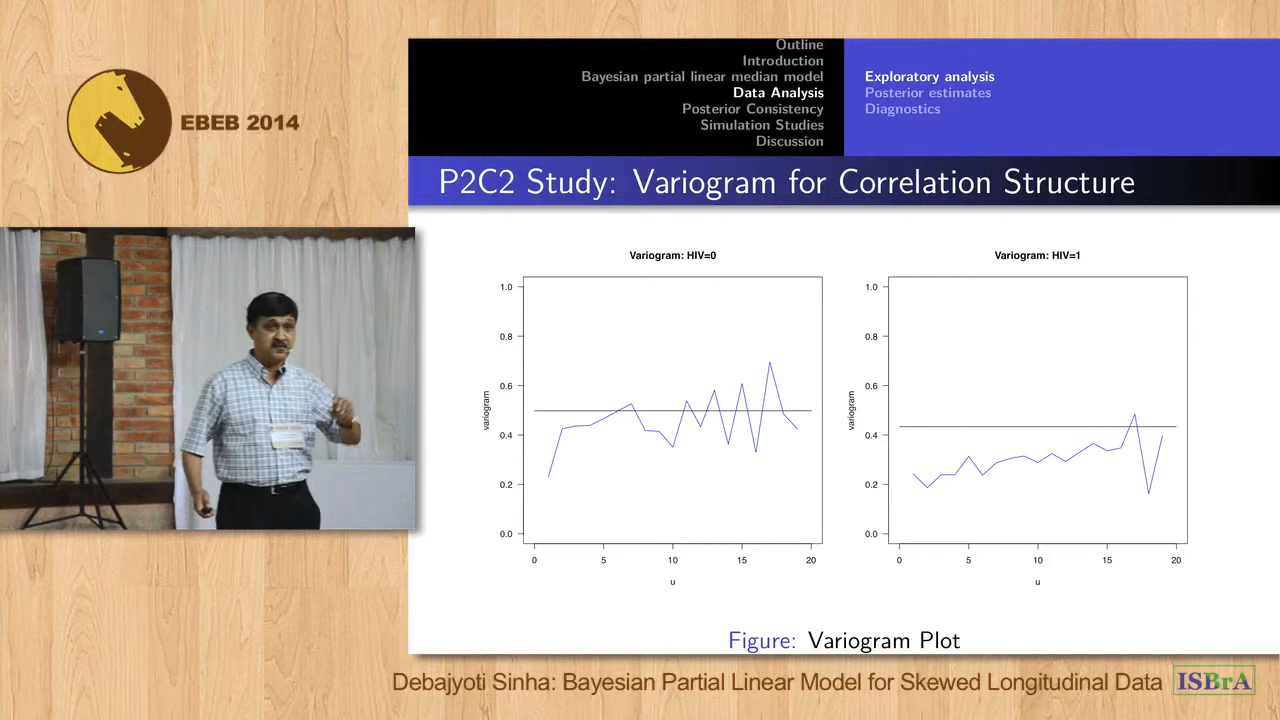 EBEB 2014
Outline
Introduction
Bayesian partial linear median model
Data Analysis
Posterior Consistency
Simulation Studies
Discussion
Exploratory analysis
Posterior estimates
Diagnostics
P2C2 Study: Variogram for Correlation Structure
Variogram: HIV=0
1.0
0.8
0.6
0.4
0.2
0.0
variogram
0 5 10 15 20
u
Variogram: HIV=1
1.0
0.8
0.6
0.4
0.2
0.0
variogram
0 5 10 15 20
u
Figure: Variogram Plot
Debajyoti Sinha: Bayesian Partial Linear Model for Skewed Longitudinal Data
ISBrA